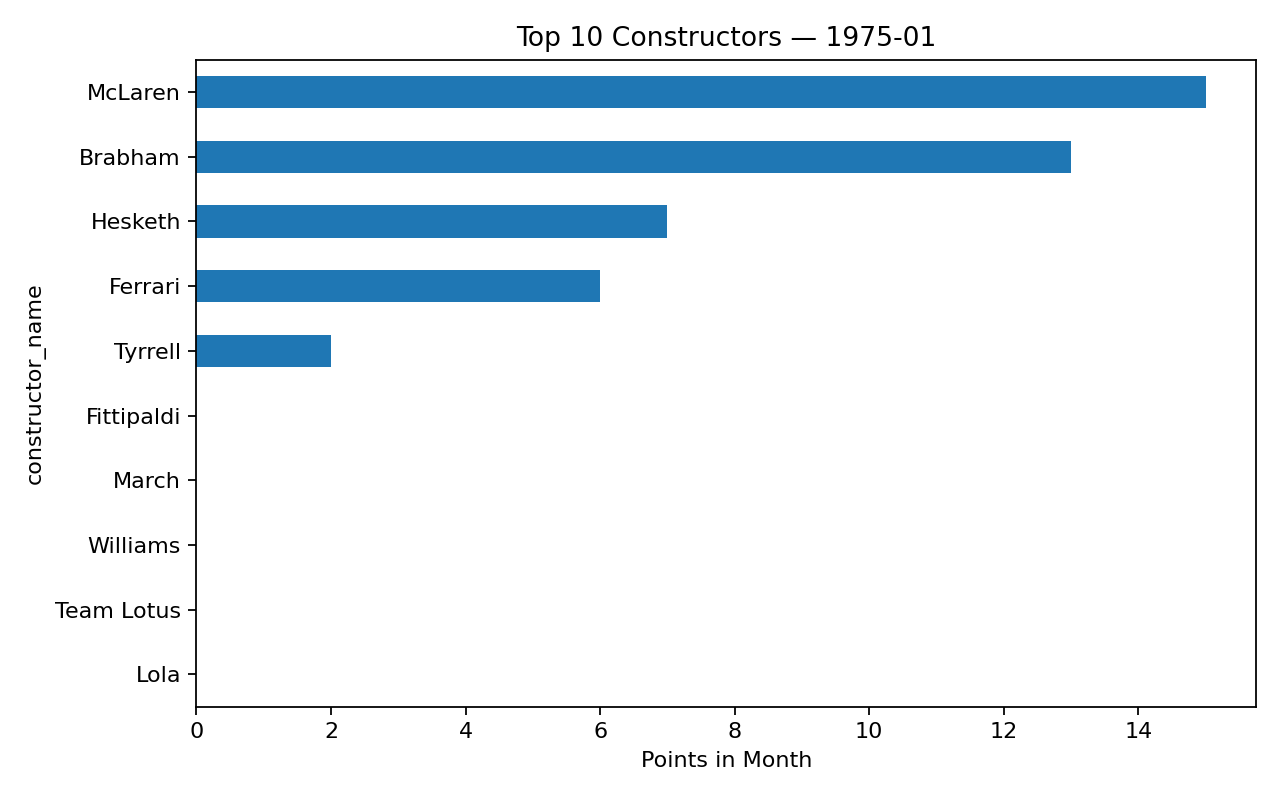 Top 10 Constructors — 1975-01
McLaren
Brabham
Hesketh
Ferrari
Tyrrell
Fittipaldi
March
Williams
Team Lotus
Lola
constructor_name
0 2 4 6 8 10 12 14
Points in Month